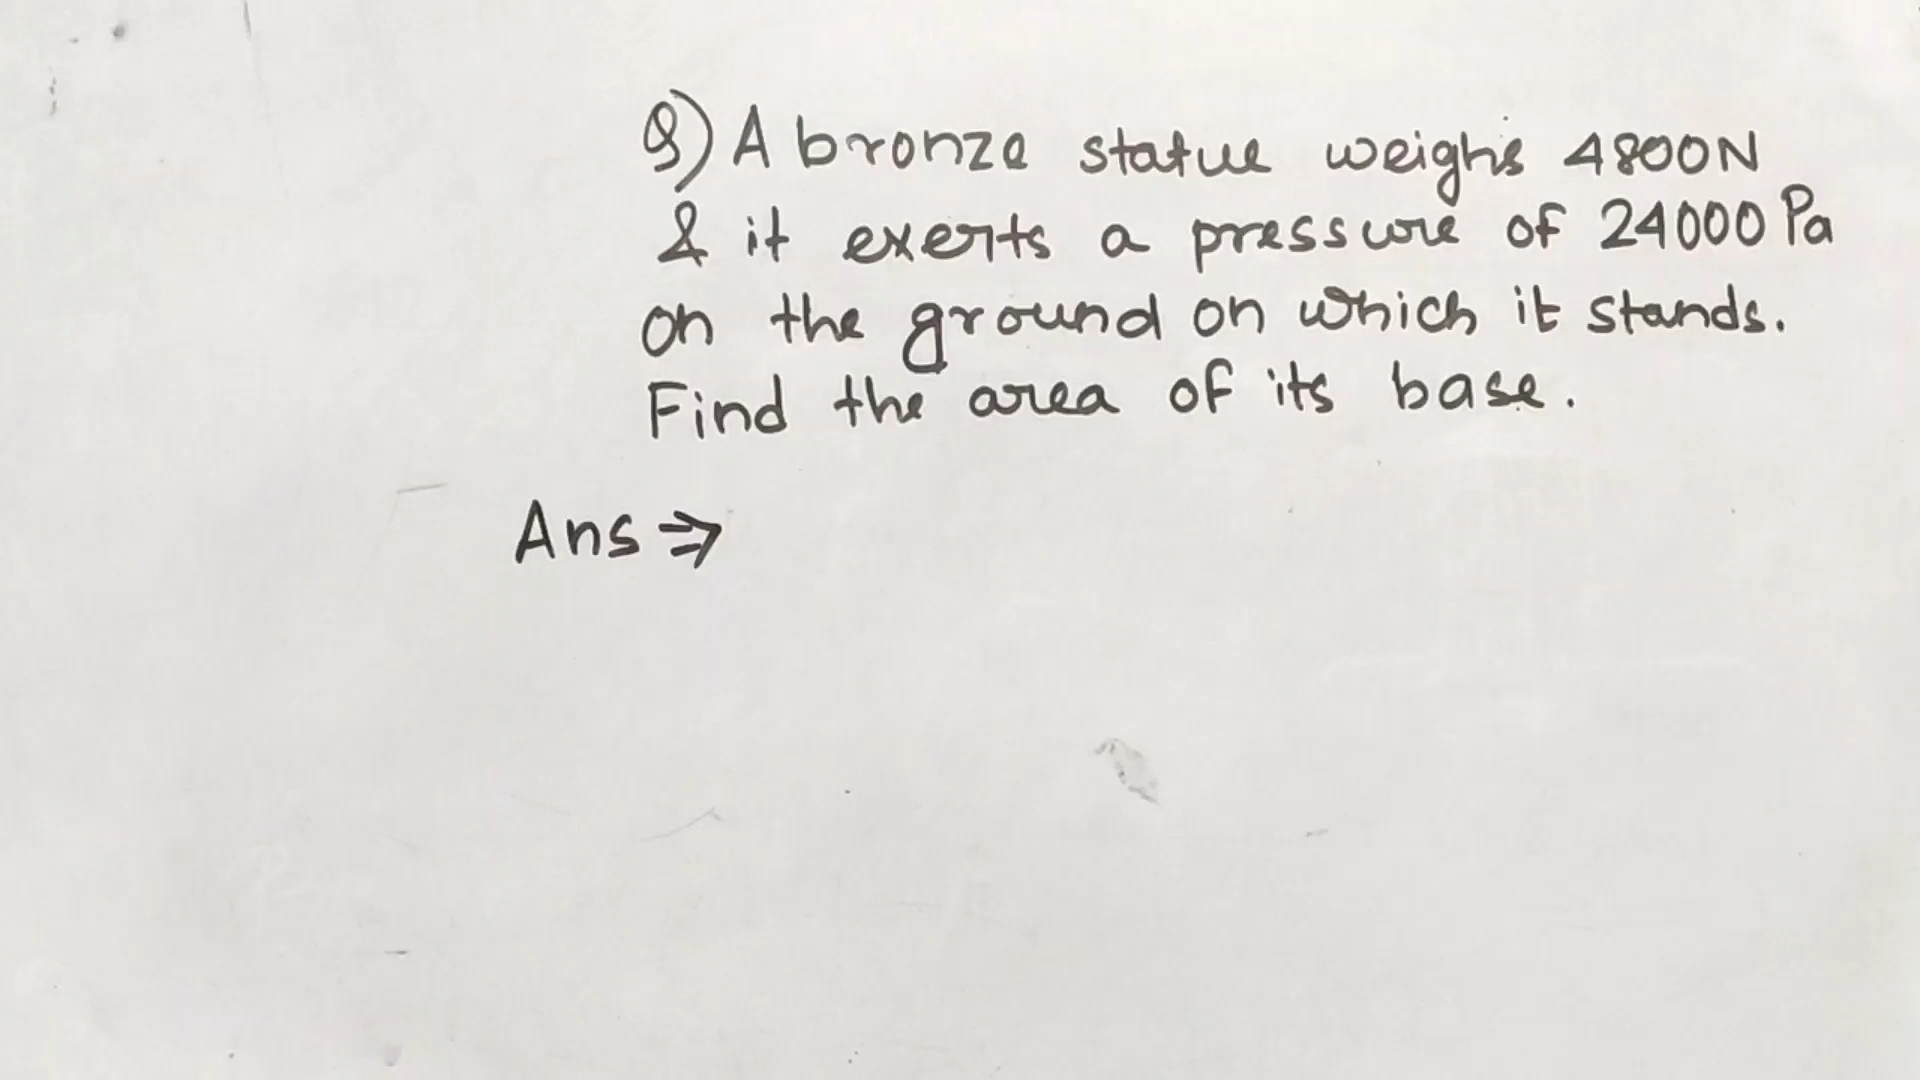 Q) A bronze statue weighs 4800N
& it exerts a pressure of 24000 Pa
on the ground on which it stands.
Find the area of its base.
Ans ⇒